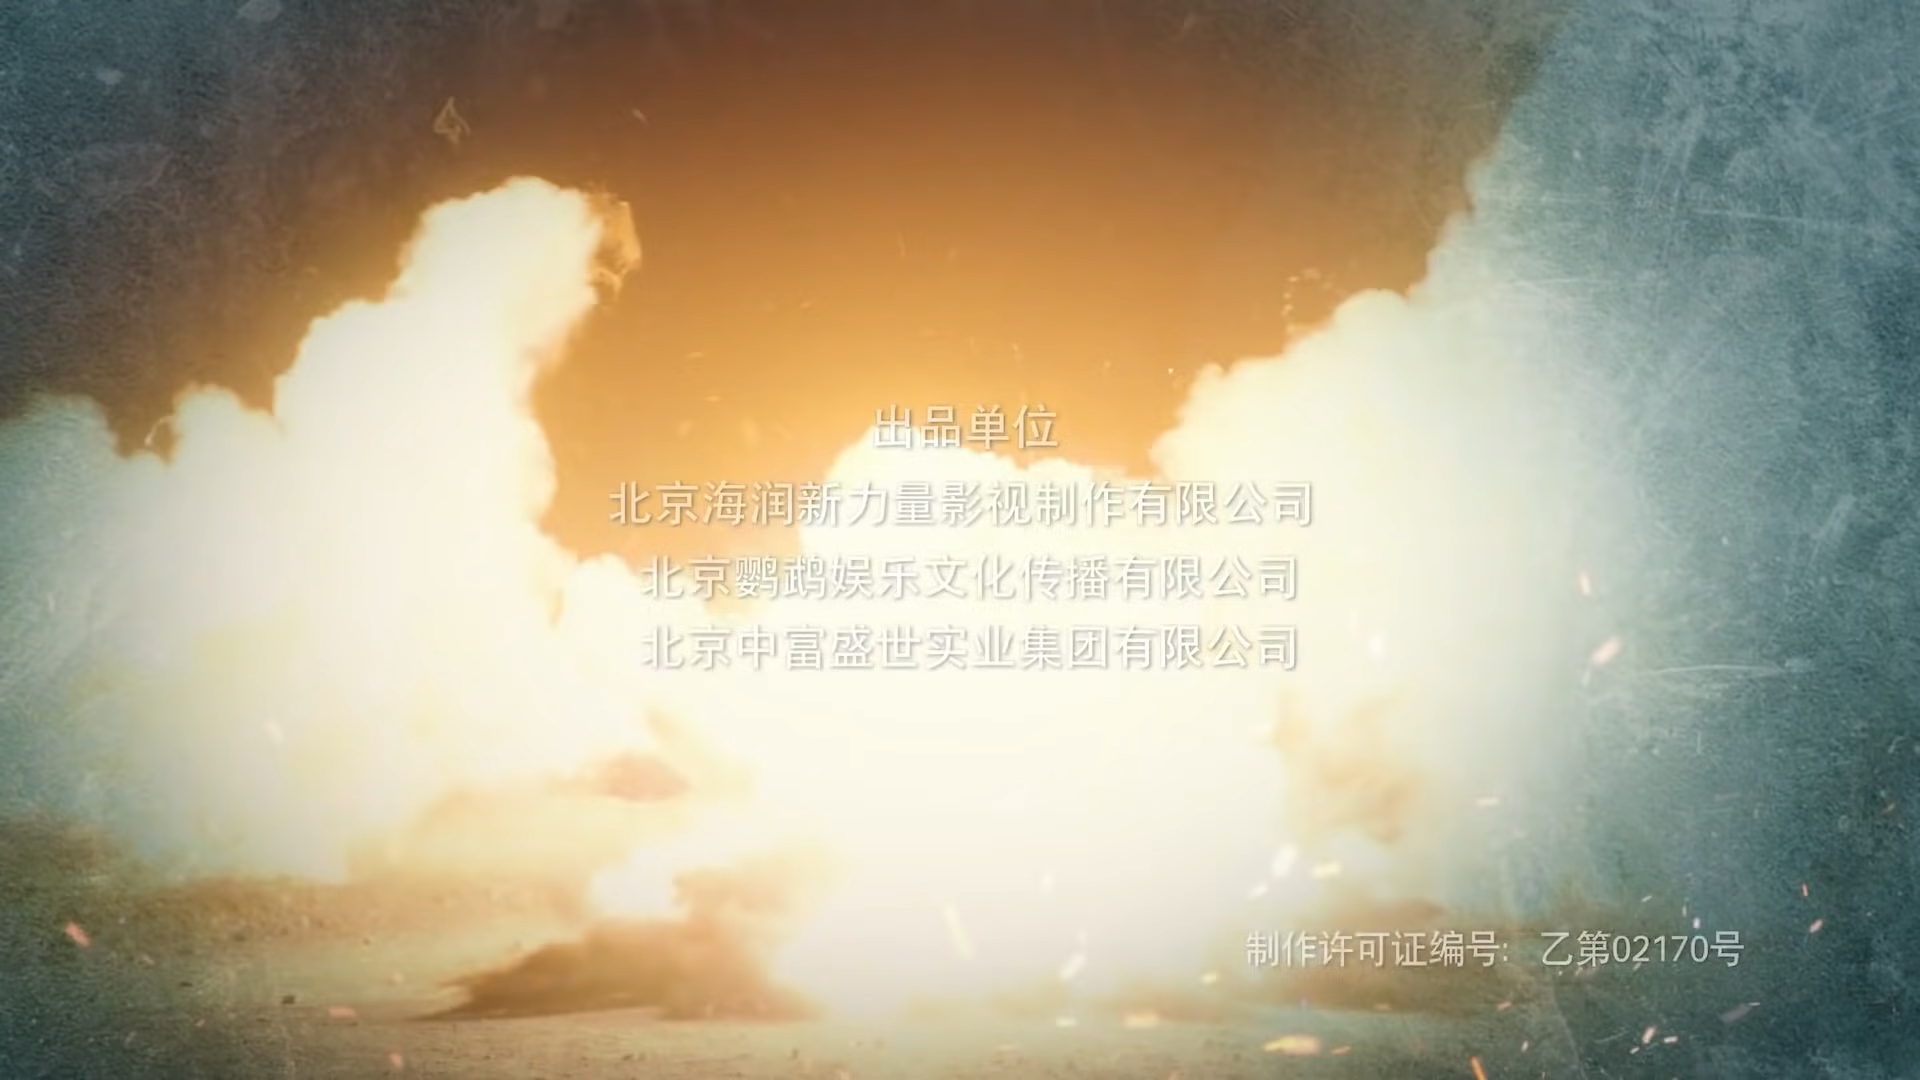 出品单位
北京海润新力量影视制作有限公司
北京鹦鹉娱乐文化传播有限公司
北京中富盛世实业集团有限公司
制作许可证编号: 乙第02170号